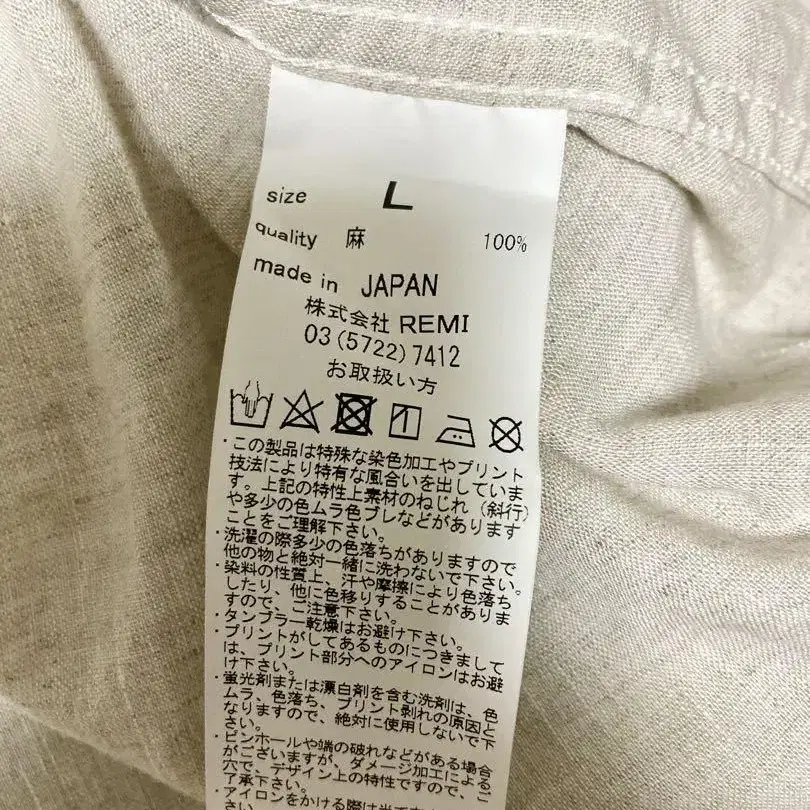 size L
quality 麻 100%
made in JAPAN
株式会社 REMI
03(5722)7412
お取扱い方
・この製品は特殊な染色加工やプリント
技法により特有な風合いを出していま
す。上記の特性上素材のねじれ(斜行)
や多少の色ムラ色ブレなどがあります
ことをご理解下さい。
・洗濯の際多少の色落ちがありますので
他の物と絶対一緒に洗わないで下さい。
・染料の性質上、汗や摩擦により色落ち
したり、他に色移りすることがありま
すので、ご注意下さい。
・タンブラー乾燥はお避け下さい。
・プリントがしてあるものにつきまして
は、プリント部分へのアイロンはお避
け下さい。
・蛍光剤または漂白剤を含む洗剤は、色
ムラ、色落ち、プリント剥れの原因と
なりますので、絶対に使用しないで下
さい。
・ピンホールや端の破れなどがある場合
がございますが、ダメージ加工による
穴で、デザイン上の特性ですので、ご
了承下さい。
・アイロンをかける際は当て
さい。